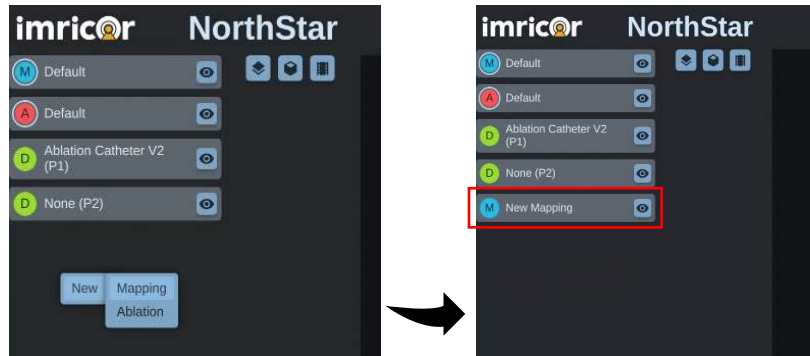 imricor NorthStar
M Default
A Default
D Ablation Catheter V2
(P1)
D None (P2)
New Mapping
Ablation
imricor NorthStar
M Default
A Default
D Ablation Catheter V2
(P1)
D None (P2)
M New Mapping